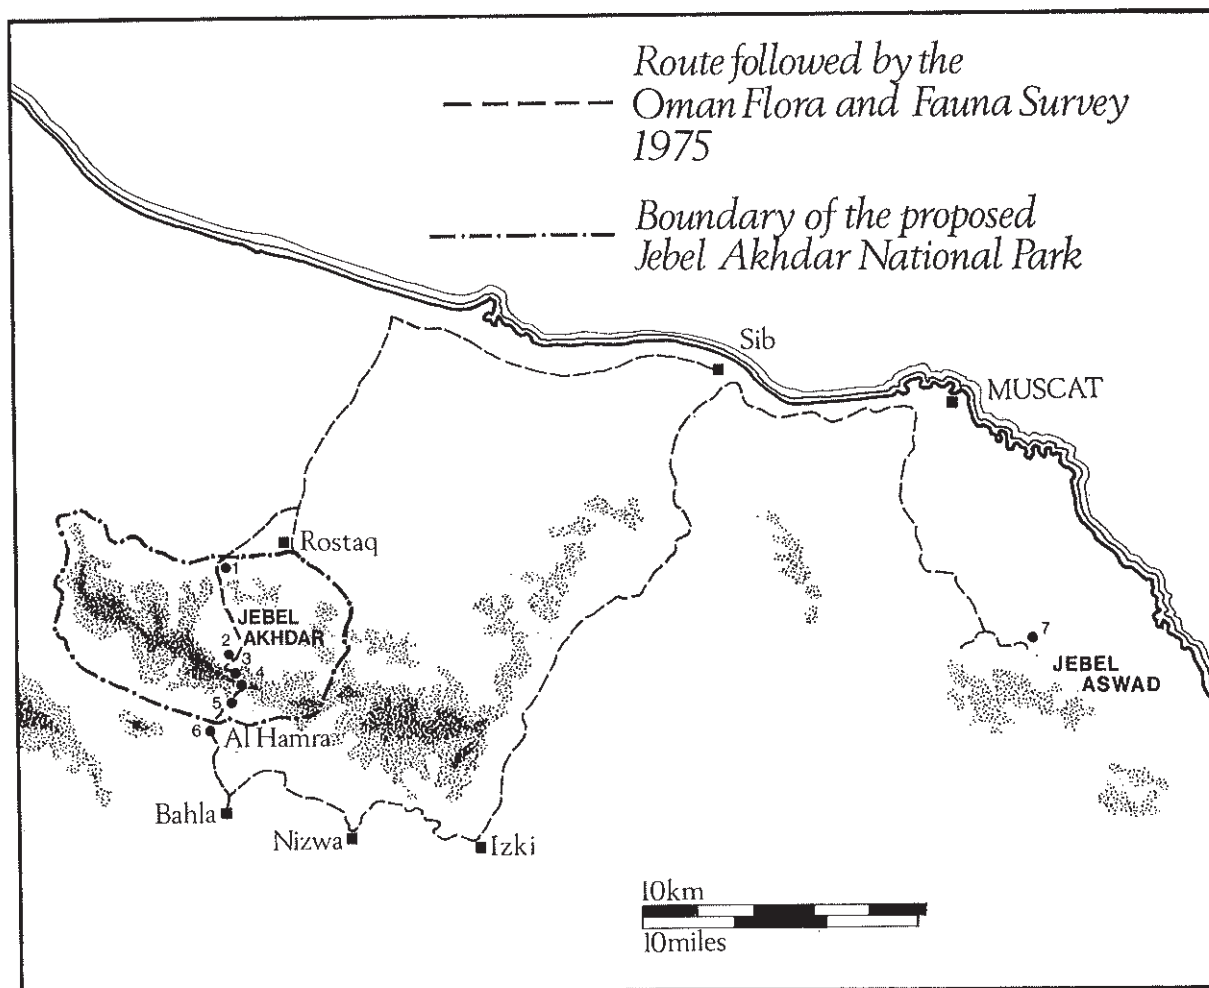 Route followed by the
Oman Flora and Fauna Survey
1975
Boundary of the proposed
Jebel Akhdar National Park
Sib
MUSCAT
Rostaq
1
JEBEL
AKHDAR
2
3
4
5
6
Al Hamra
7
JEBEL
ASWAD
Bahla
Nizwa
Izki
10km
10miles